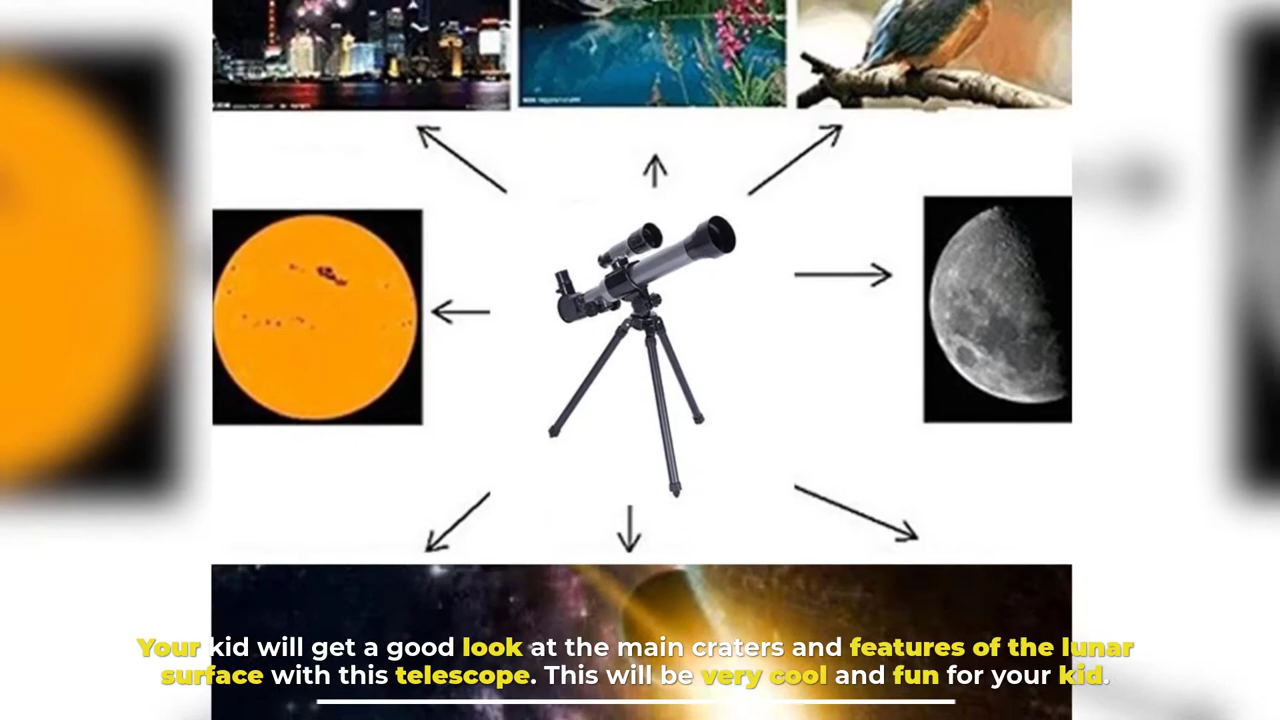 Your kid will get a good look at the main craters and features of the lunar
surface with this telescope. This will be very cool and fun for your kid.